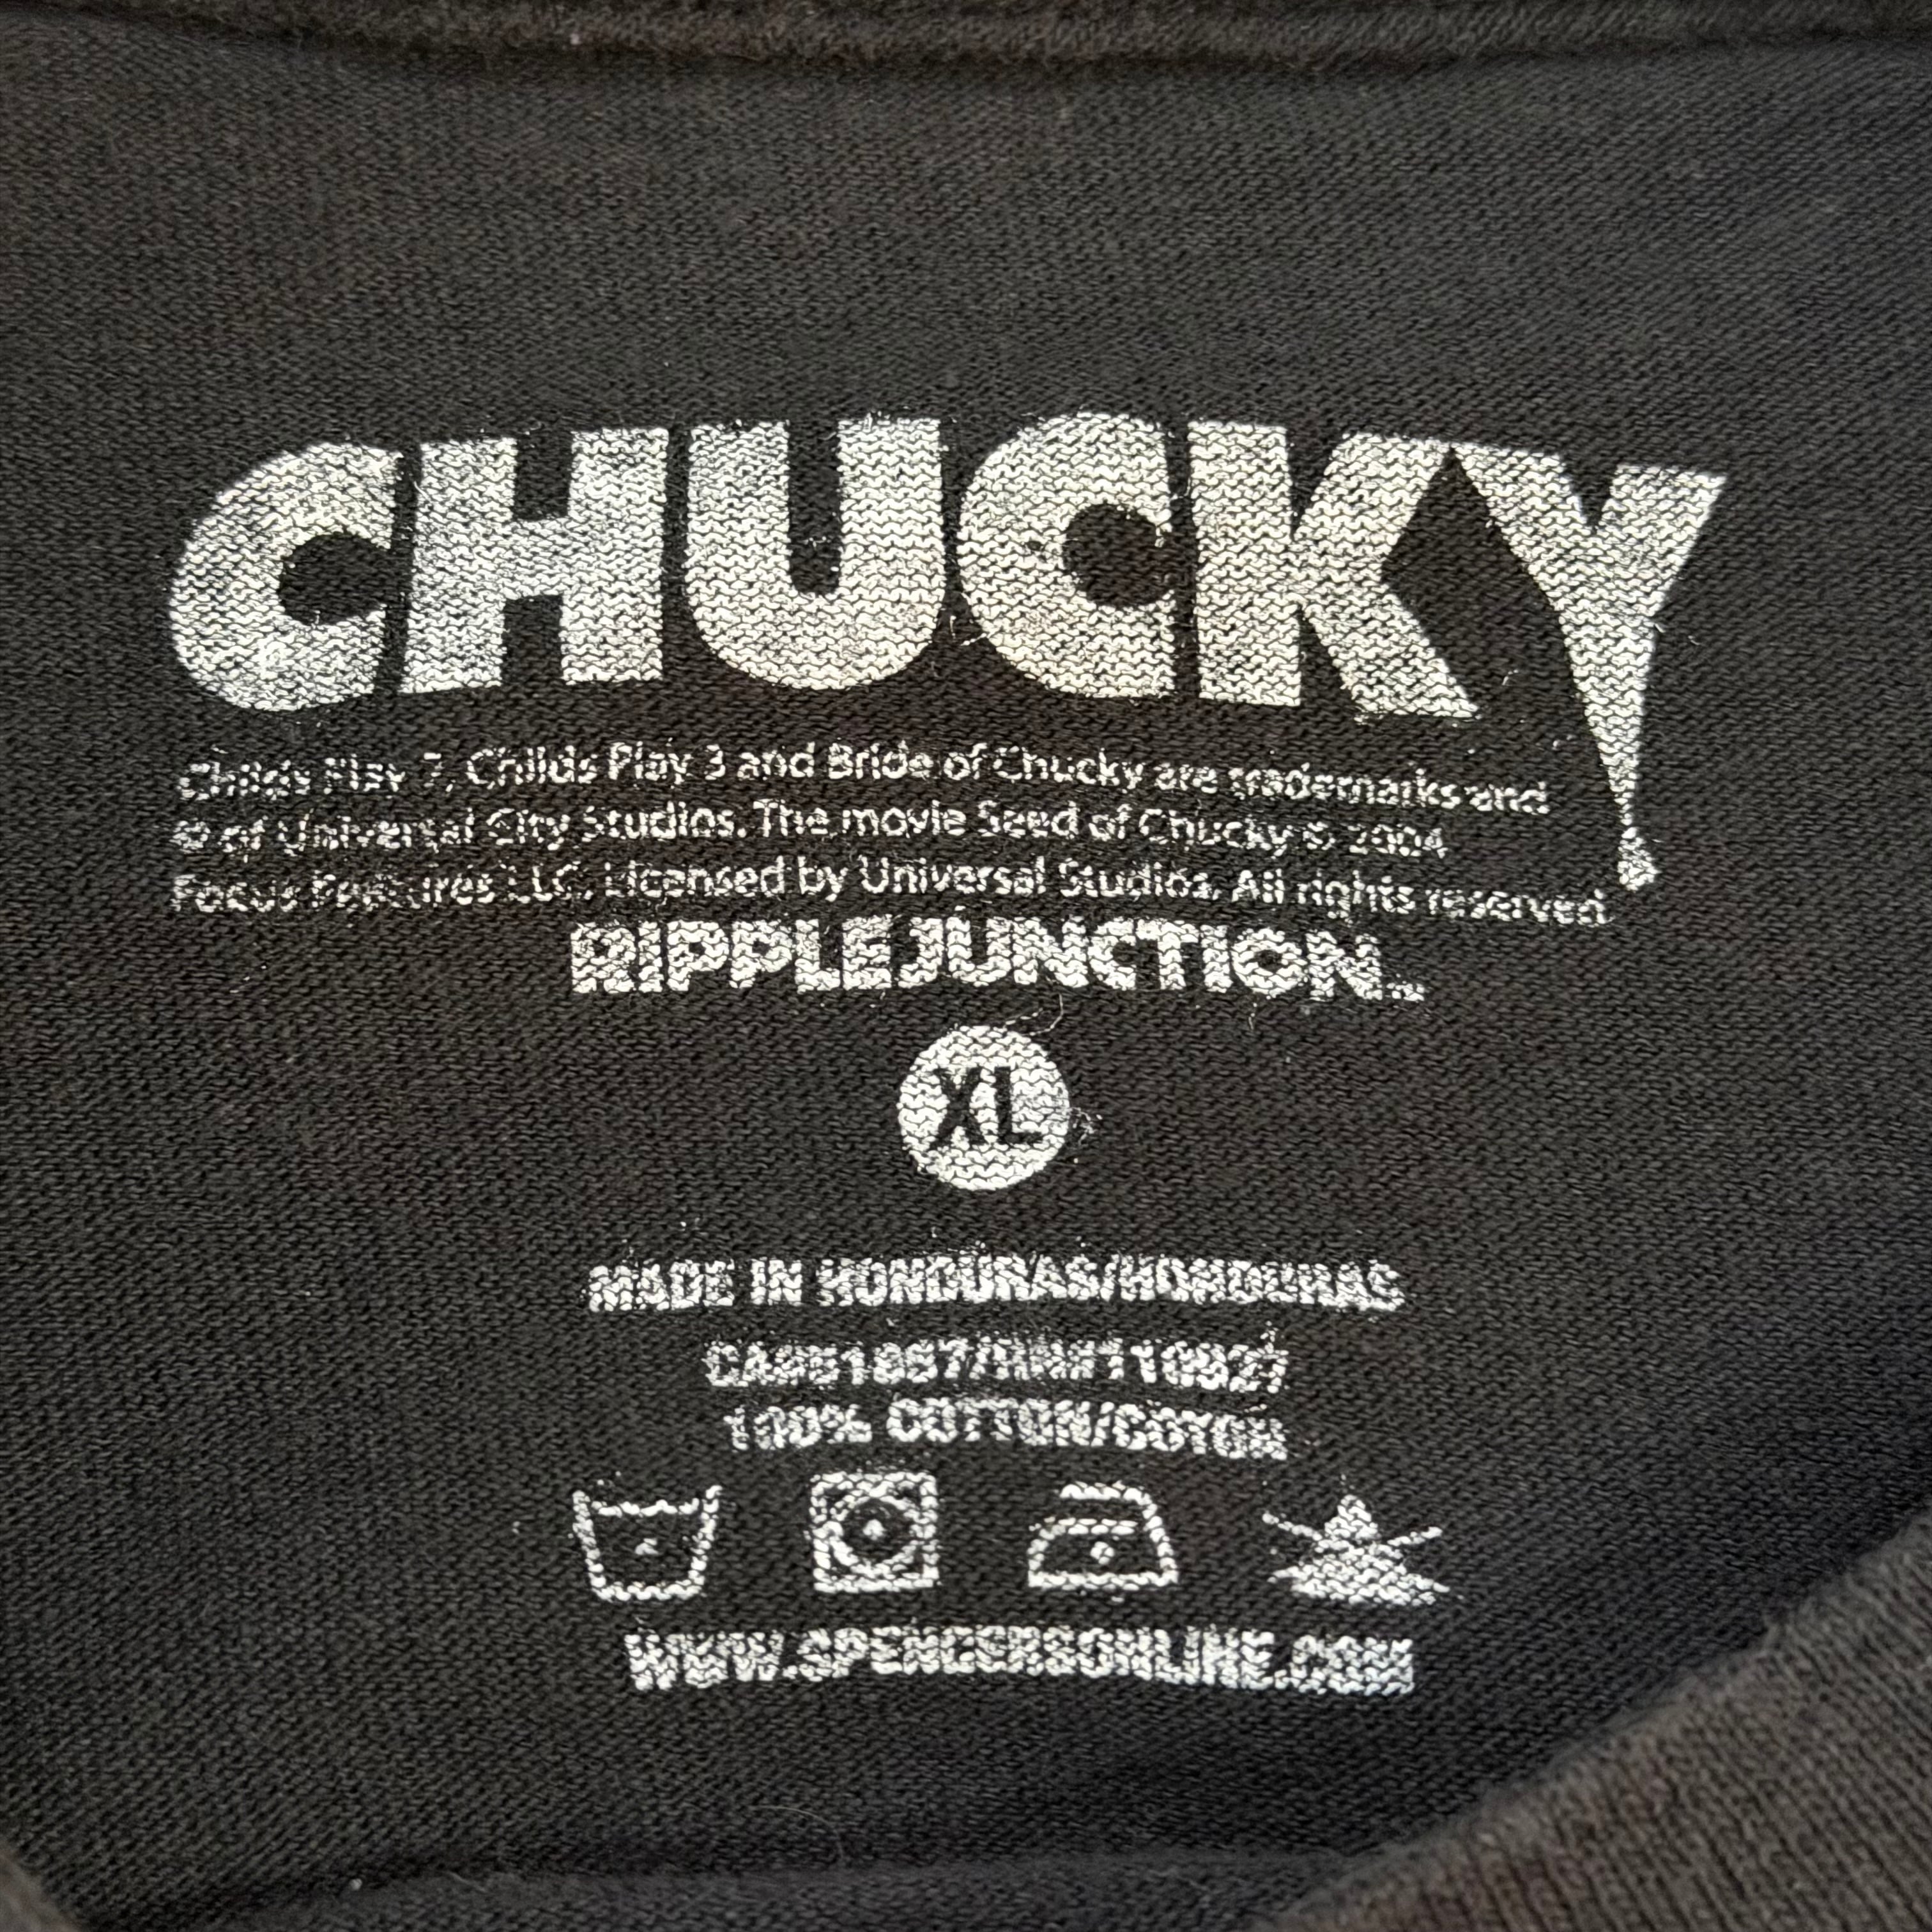 CHUCKY
Childs Play 2, Childs Play 3 and Bride of Chucky are trademarks and
© of Universal City Studios. The movie Seed of Chucky © 2004
Focus Features LLC. Licensed by Universal Studios. All rights reserved.
RIPPLEJUNCTION™
XL
MADE IN HONDURAS/HONDURAS
100% COTTON/COTON
WWW.SPENCERSONLINE.COM